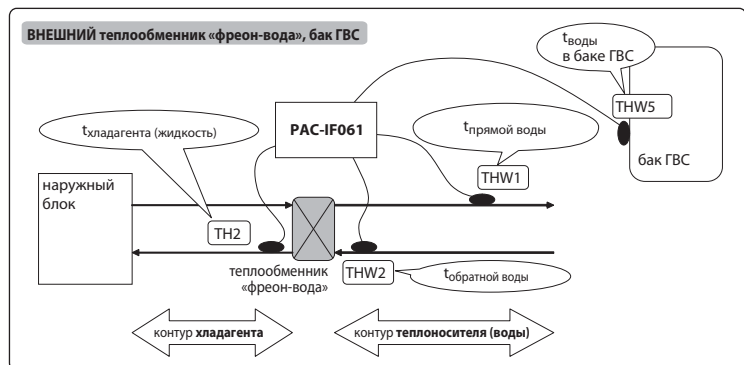 ВНЕШНИЙ теплообменник «фреон-вода», бак ГВС
tводы
в баке ГВС
THW5
PAC-IF061
tхладагента (жидкость)
tпрямой воды
THW1
бак ГВС
наружный
блок
TH2
теплообменник
«фреон-вода»
THW2
tобратной воды
контур хладагента
контур теплоносителя (воды)